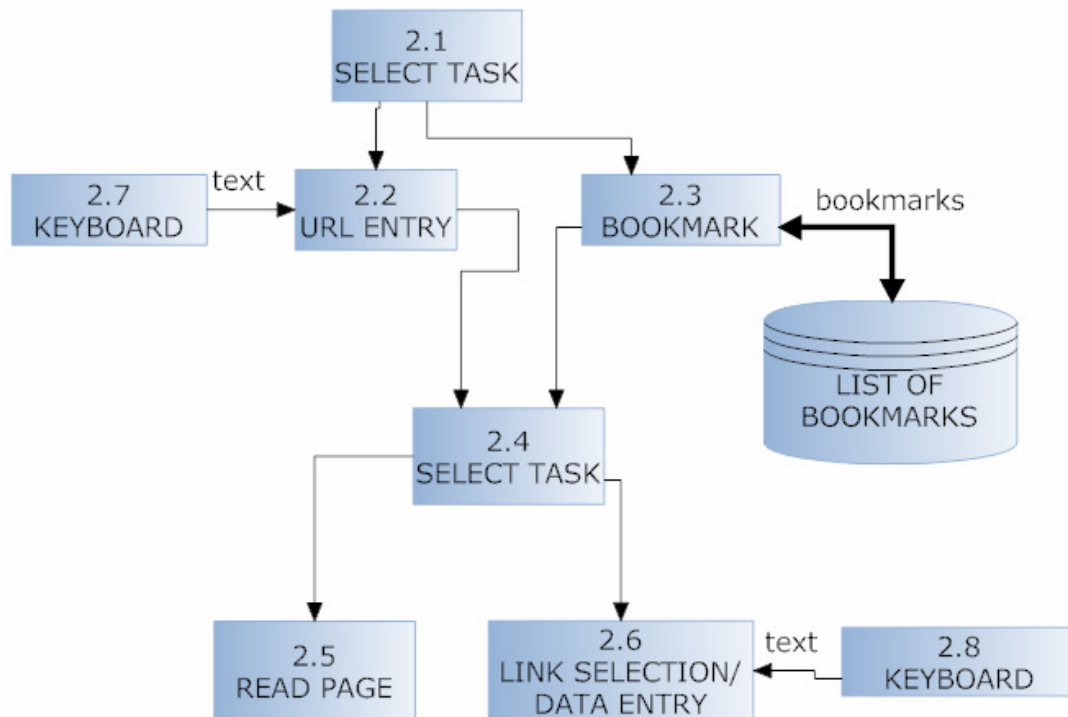 2.1
SELECT TASK
2.7
KEYBOARD
text
2.2
URL ENTRY
2.3
BOOKMARK
bookmarks
LIST OF
BOOKMARKS
2.4
SELECT TASK
2.5
READ PAGE
2.6
LINK SELECTION/
DATA ENTRY
text
2.8
KEYBOARD